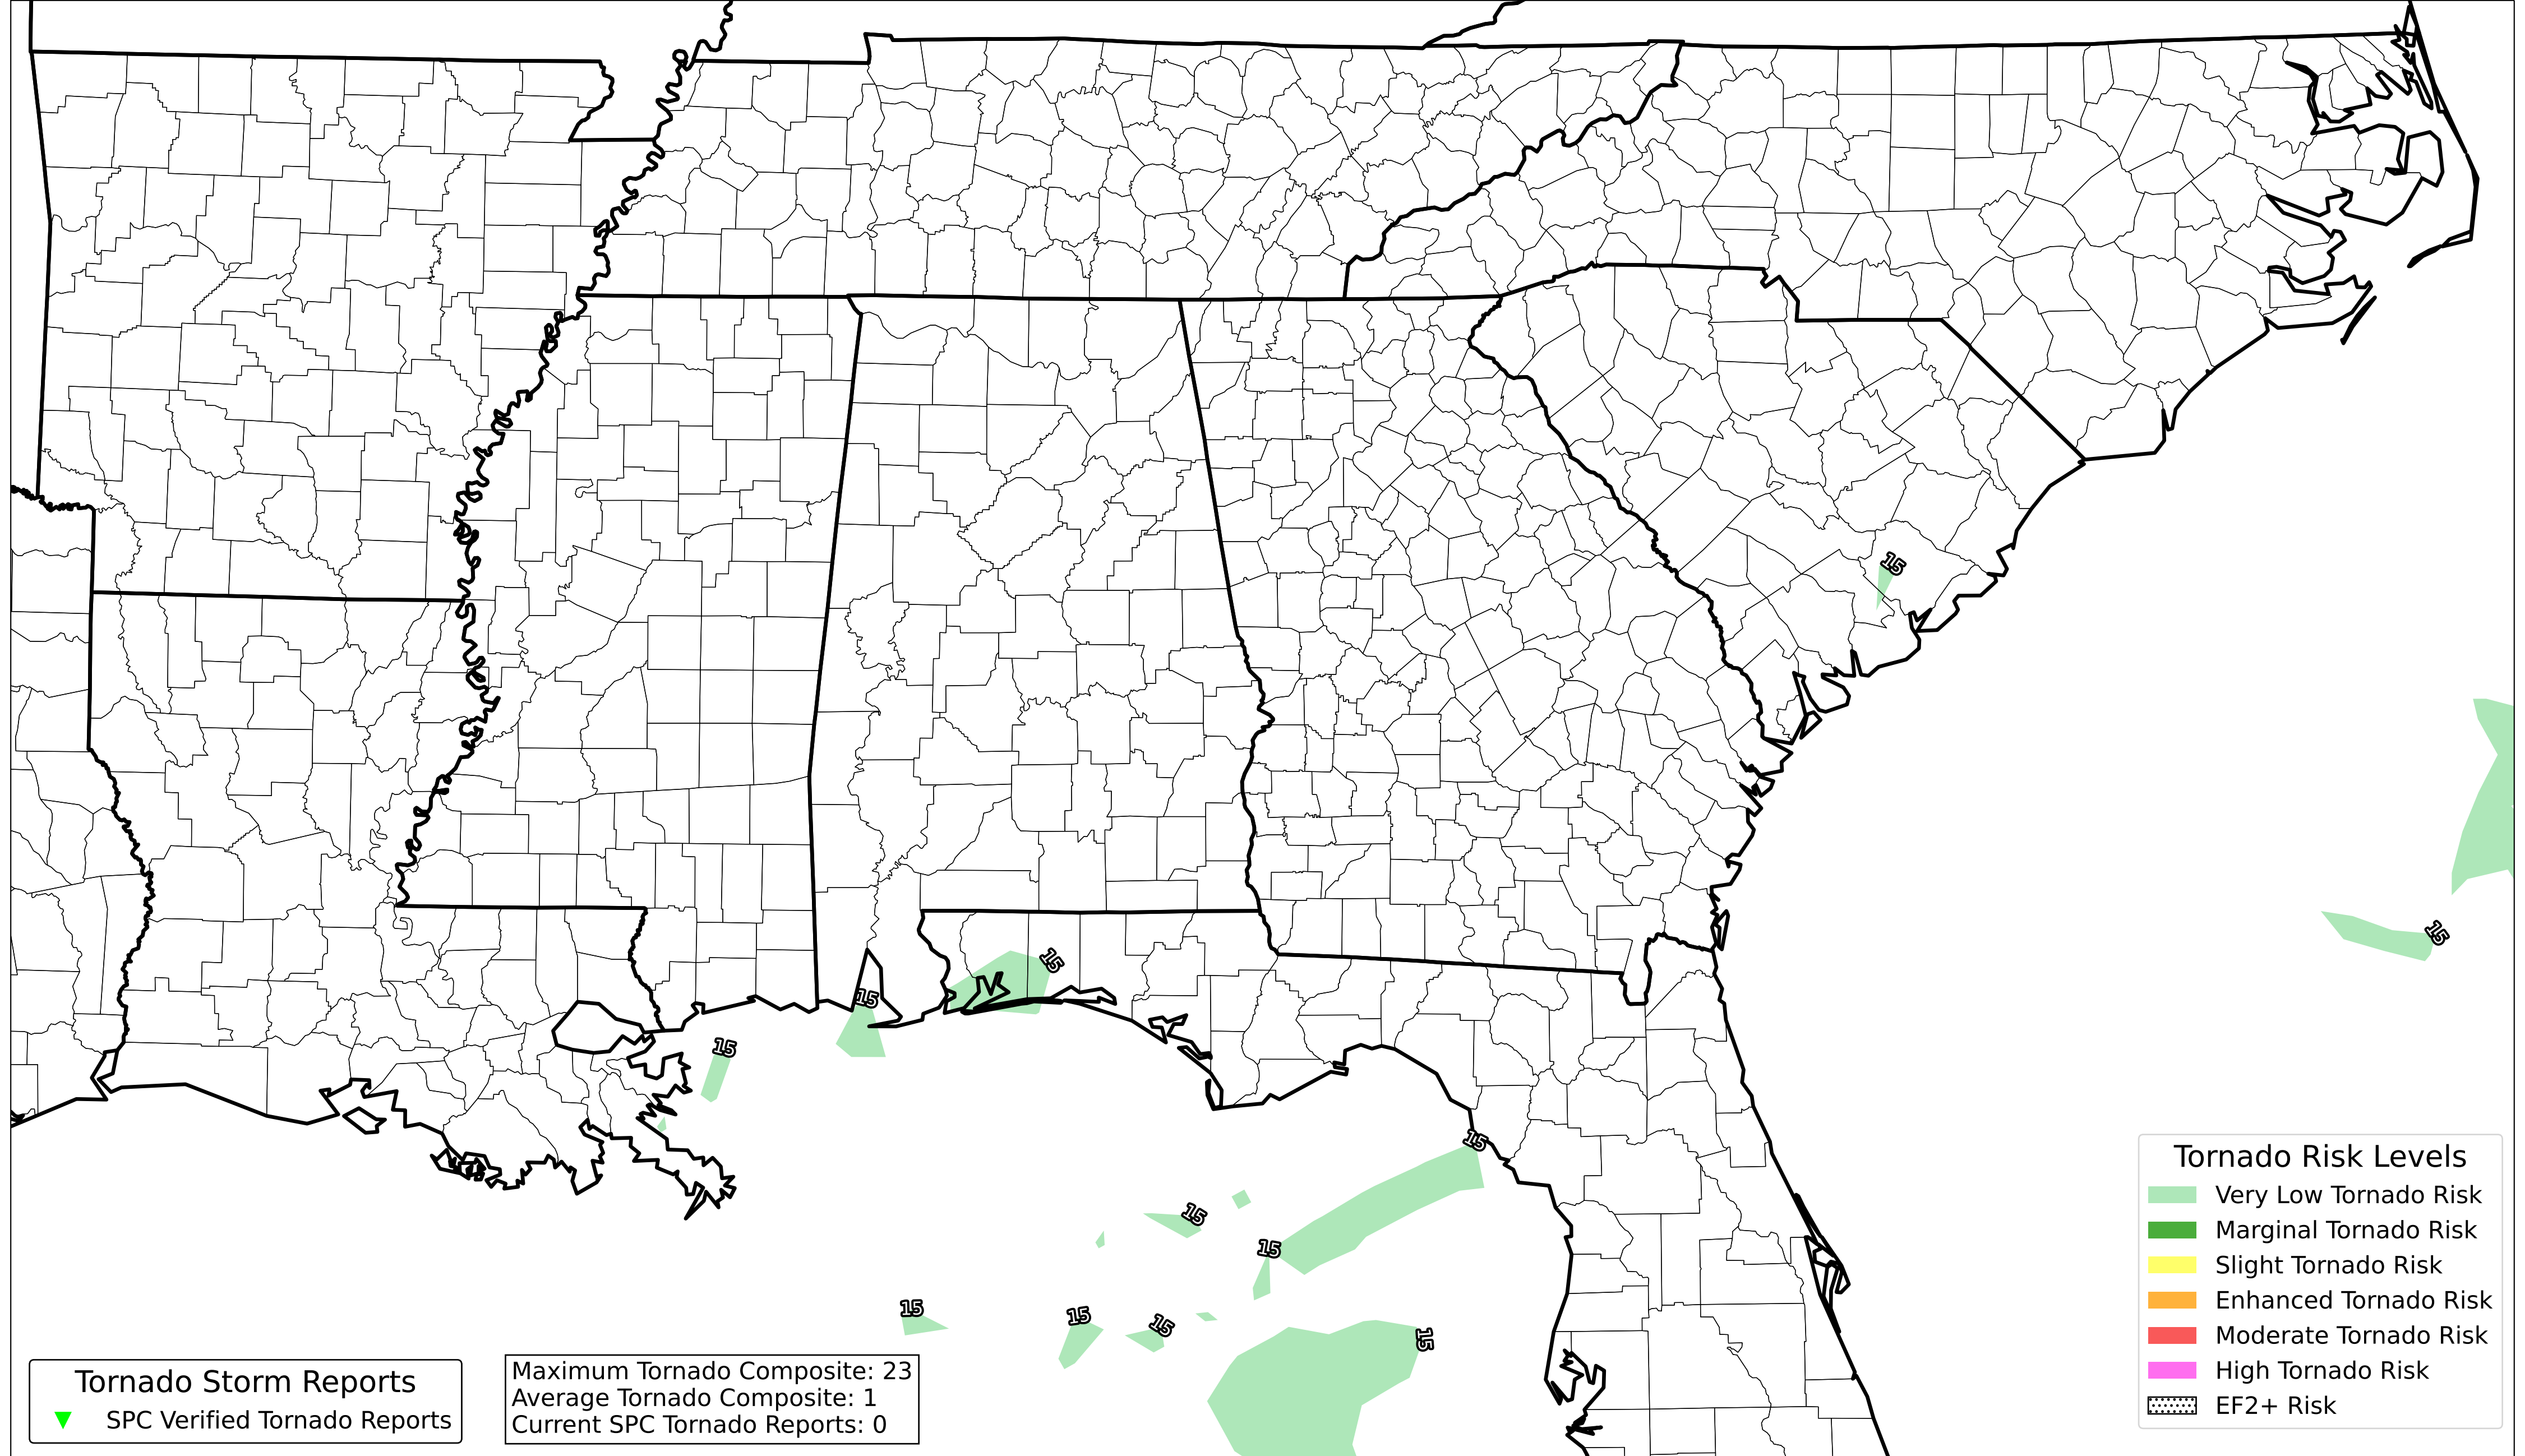 15
15
15
15
15
15
15
15
15
15
15
15
Tornado Risk Levels
Very Low Tornado Risk
Marginal Tornado Risk
Slight Tornado Risk
Enhanced Tornado Risk
Moderate Tornado Risk
High Tornado Risk
EF2+ Risk
Tornado Storm Reports
SPC Verified Tornado Reports
Maximum Tornado Composite: 23
Average Tornado Composite: 1
Current SPC Tornado Reports: 0